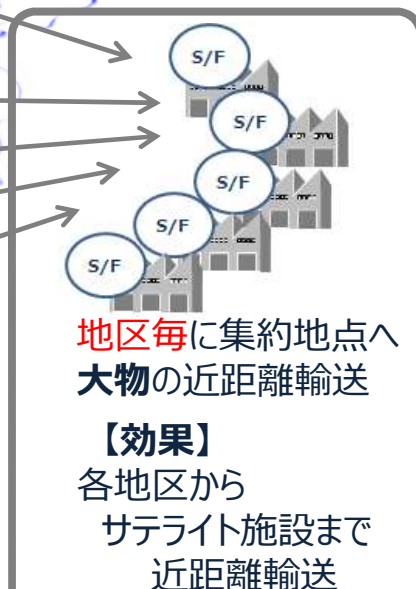 S/F
S/F
S/F
S/F
S/F
地区毎に集約地点へ
大物の近距離輸送
【効果】
各地区から
サテライト施設まで
近距離輸送